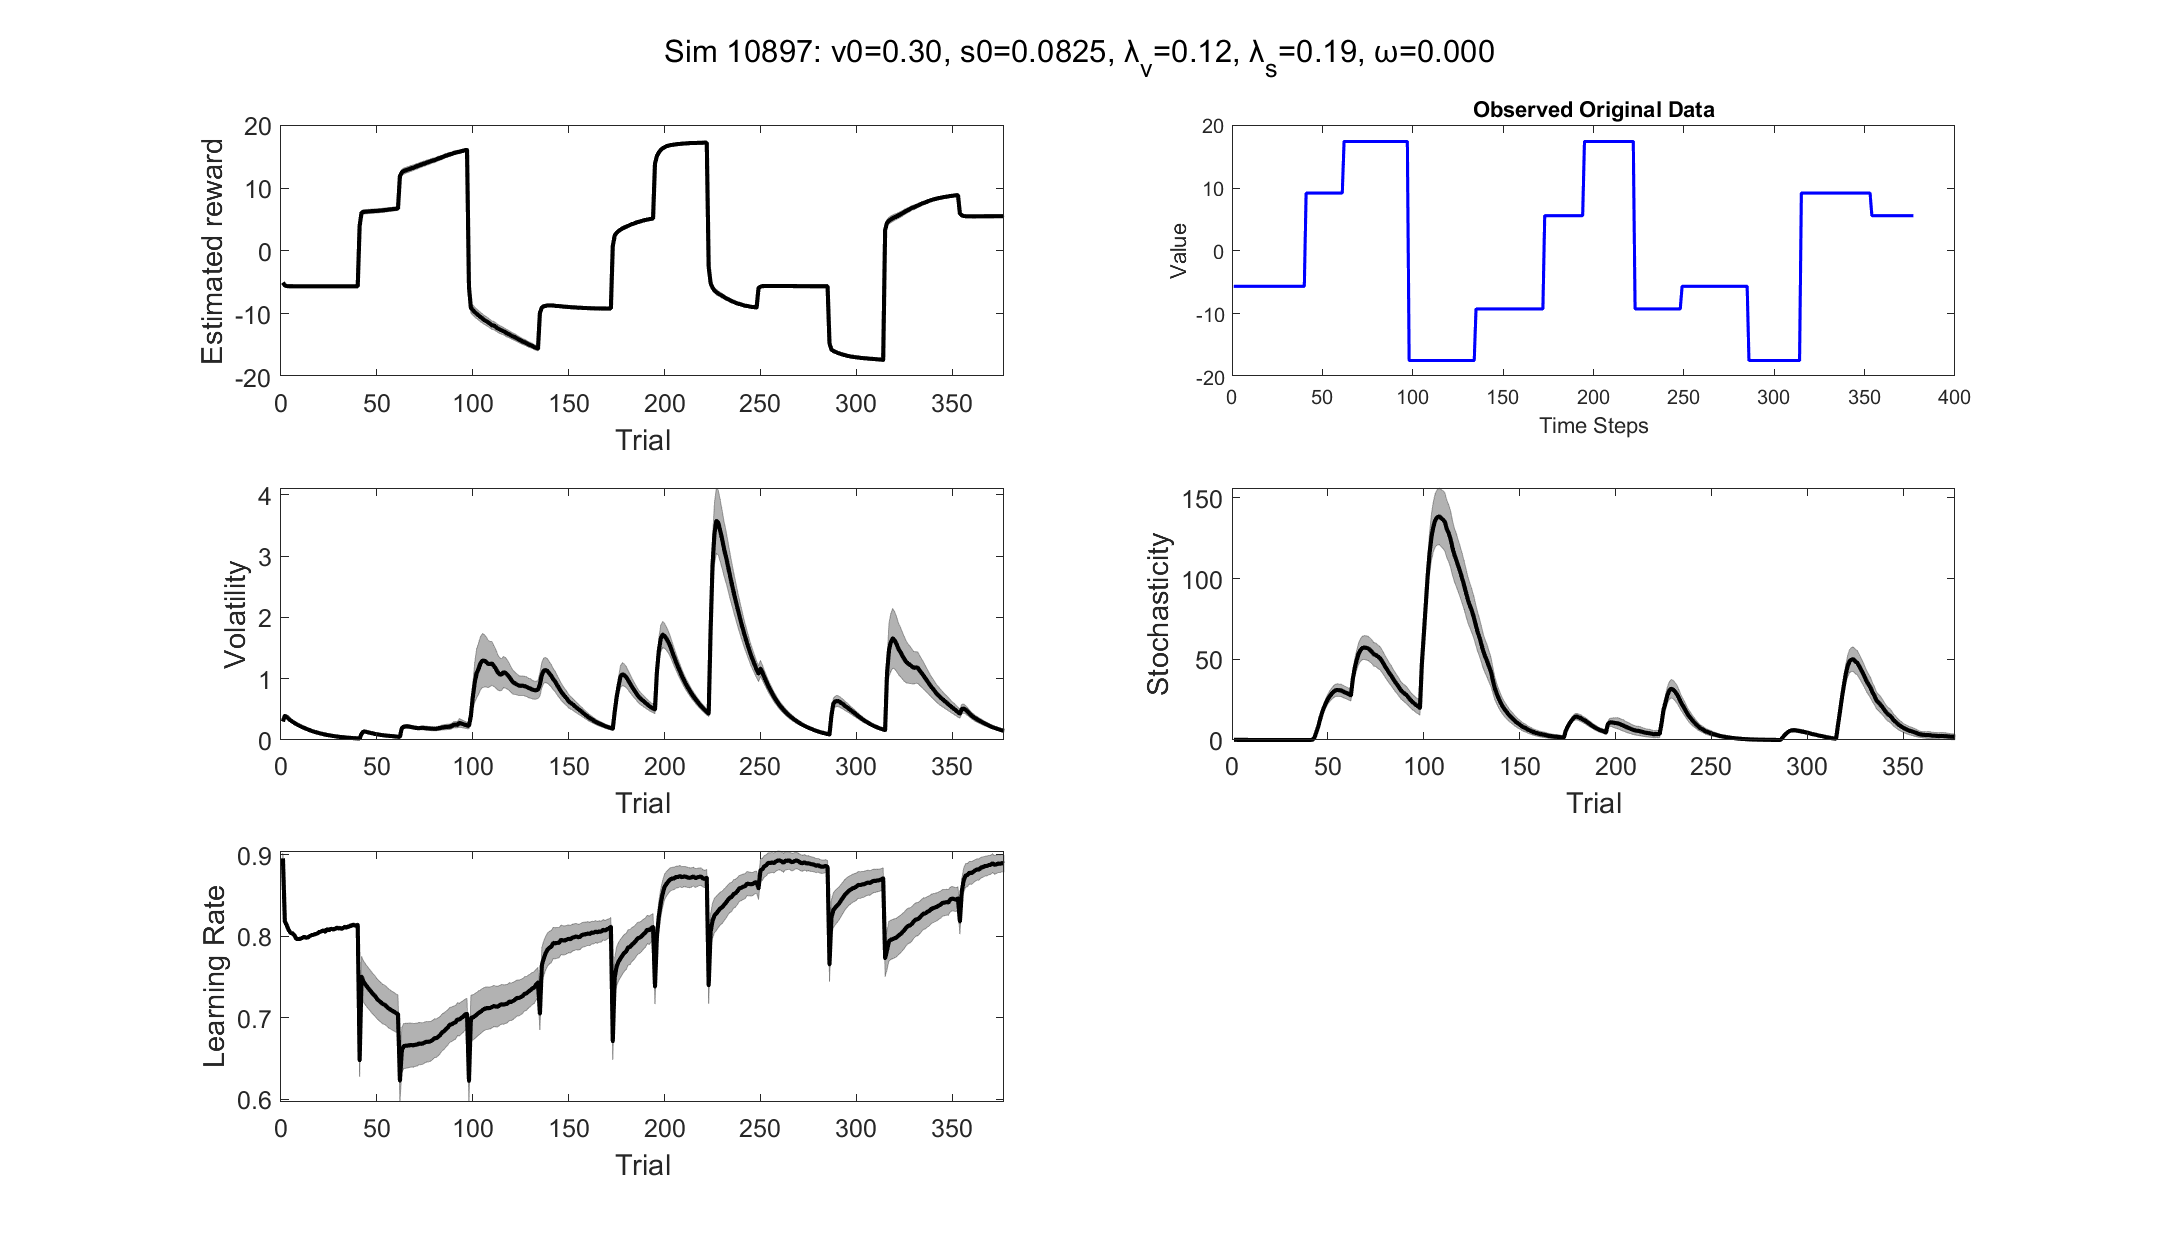 Sim 10897: v0=0.30, s0=0.0825, λ_v=0.12, λ_s=0.19, ω=0.000
Estimated reward
20
10
0
-10
-20
0 50 100 150 200 250 300 350
Trial
Observed Original Data
Value
20
10
0
-10
-20
0 50 100 150 200 250 300 350 400
Time Steps
Volatility
4
3
2
1
0
0 50 100 150 200 250 300 350
Trial
Stochasticity
150
100
50
0
0 50 100 150 200 250 300 350
Trial
Learning Rate
0.9
0.8
0.7
0.6
0 50 100 150 200 250 300 350
Trial